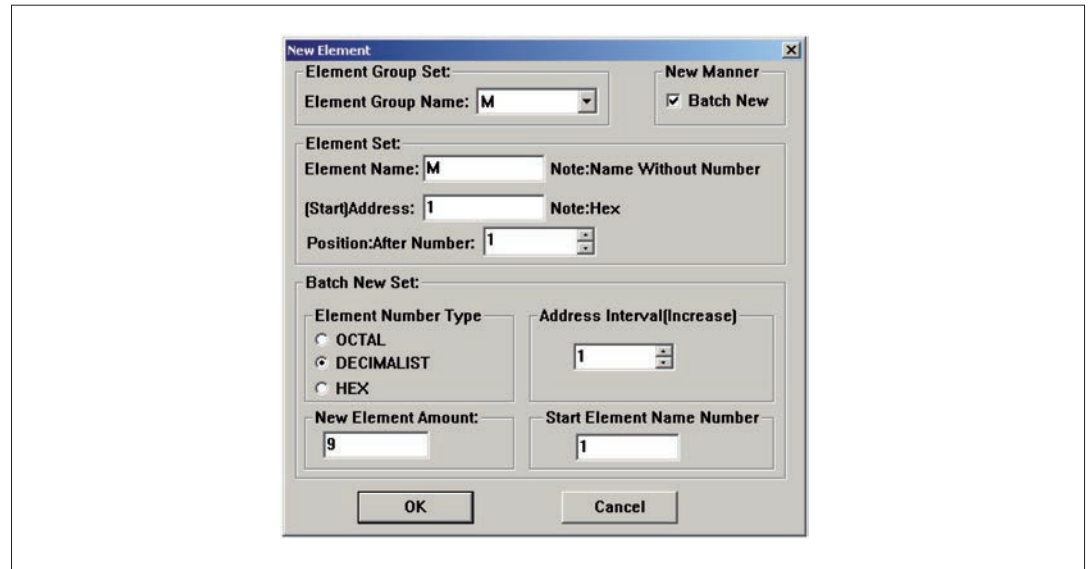 New Element
Element Group Set:
New Manner
Element Group Name: M
Batch New
Element Set:
Element Name: M Note:Name Without Number
(Start)Address: 1 Note:Hex
Position:After Number: 1
Batch New Set:
Element Number Type
OCTAL
DECIMALIST
HEX
Address Interval(Increase)
1
New Element Amount:
9
Start Element Name Number
1
OK
Cancel